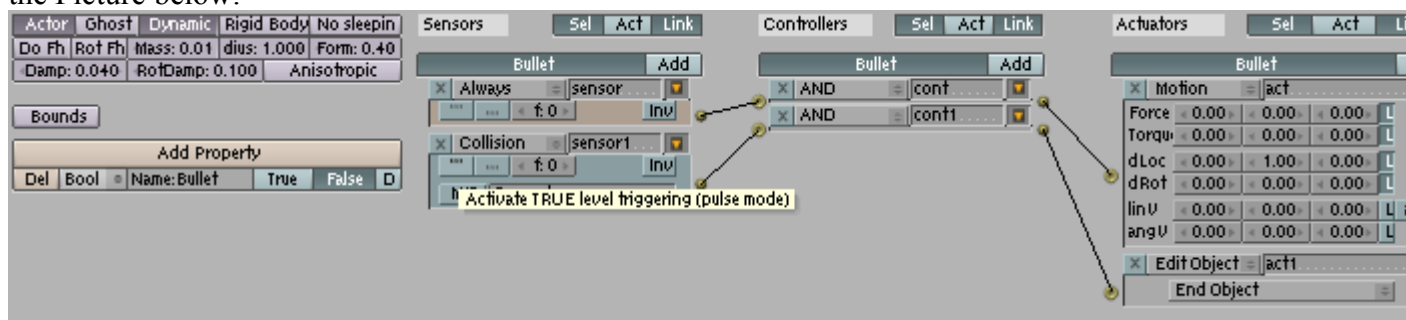 the Picture below.
Actor Ghost Dynamic Rigid Body No sleepin Sensors Sel Act Link Controllers Sel Act Link Actuators Sel Act
Do Fh Rot Fh Mass: 0.01 dius: 1.000 Form: 0.40
Damp: 0.040 RotDamp: 0.100 Anisotropic Bullet Add Bullet Add Bullet
X Always sensor X AND cont X Motion act
f: 0 Inv X AND cont1 Force 0.00 0.00 0.00 L
Bounds Torqu 0.00 0.00 0.00 L
X Collision sensor1
Add Property f: 0 Inv dLoc 0.00 1.00 0.00 L
Del Bool Name:Bullet True False D dRot 0.00 0.00 0.00 L
Activate TRUE level triggering (pulse mode)
linV 0.00 0.00 0.00 L
angV 0.00 0.00 0.00 L
X Edit Object act1
End Object